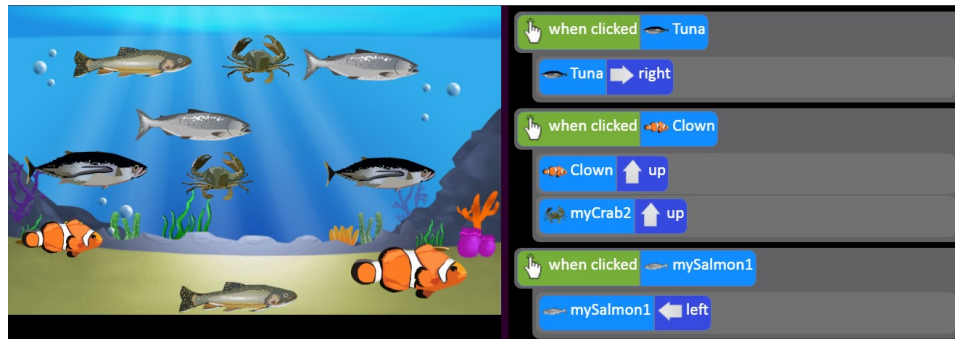 when clicked Tuna
Tuna right
when clicked Clown
Clown up
myCrab2 up
when clicked mySalmon1
mySalmon1 left